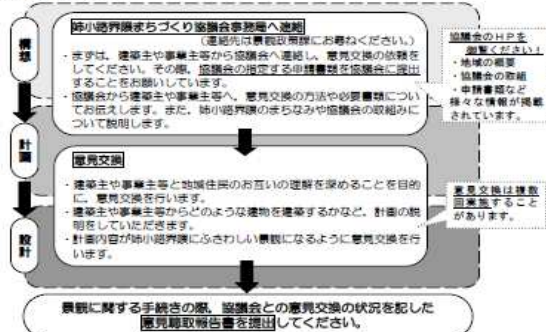 構想
姉小路界隈まちづくり協議会事務局へ連絡
（連絡先は景観政策課にお尋ねください。）
・まずは、建築主や事業主等から協議会へ連絡し、意見交換の依頼を
してください。その際、協議会の指定する申請書類を協議会に提出
することをお願いしています。
・協議会から建築主や事業主等へ、意見交換の方法や必要書類につい
てお伝えします。また、姉小路界隈のまちなみや協議会の取組みに
ついて説明します。
協議会のＨＰを
御覧ください！
・地域の概要
・協議会の取組
・申請書類など
様々な情報が掲載
されています。
計画
意見交換
・建築主や事業主等と地域住民のお互いの理解を深めることを目的
に、意見交換を行います。
・建築主や事業主等からどのような建物を建築するかなど、計画の説
明をしていただきます。
・計画内容が姉小路界隈にふさわしい景観になるように意見交換を行
います。
意見交換は複数
回実施すること
があります。
設計
景観に関する手続きの際、協議会との意見交換の状況を記した
意見聴取報告書を提出してください。